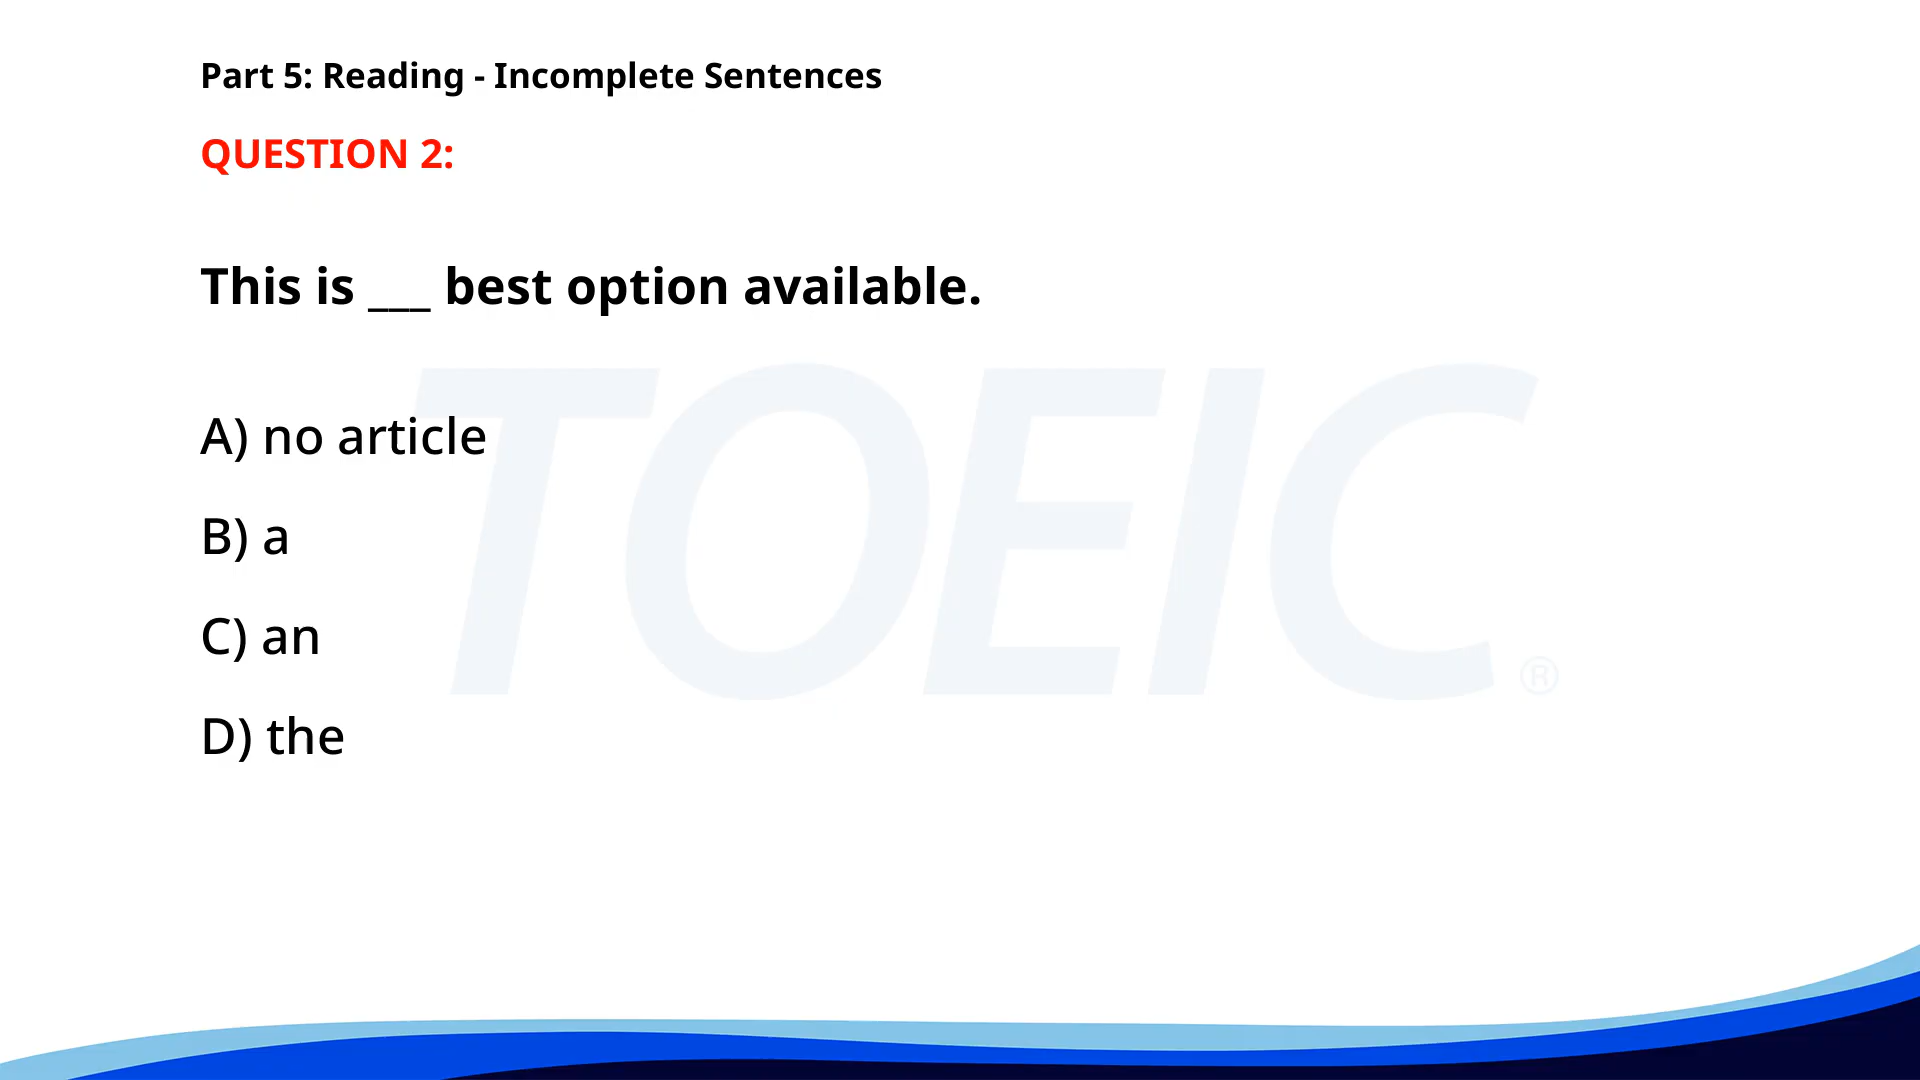 Part 5: Reading - Incomplete Sentences
QUESTION 2:
This is ___ best option available.
TOEIC®
A) no article
B) a
C) an
D) the